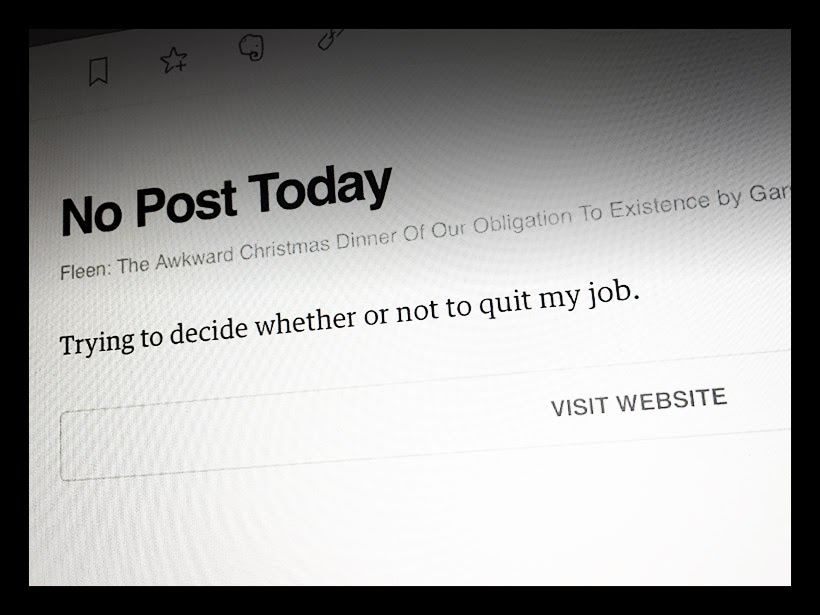 No Post Today
Fleen: The Awkward Christmas Dinner Of Our Obligation To Existence by
Trying to decide whether or not to quit my job.
VISIT WEBSITE